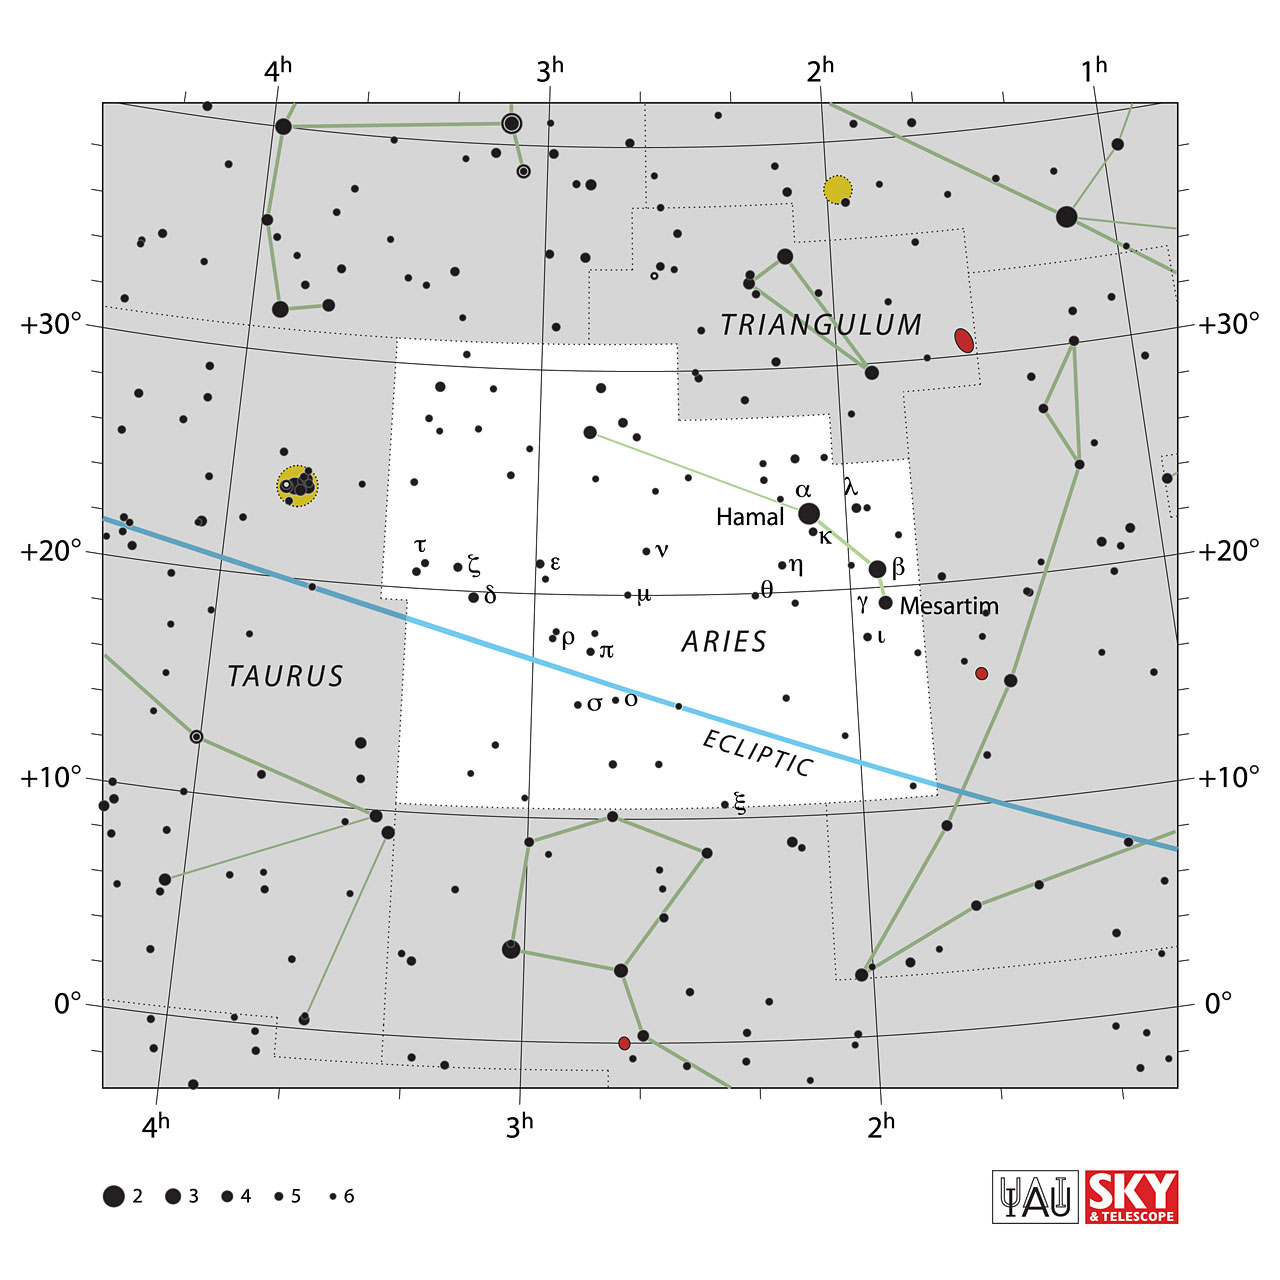 4h 3h 2h 1h
+30° TRIANGULUM +30°
α λ
Hamal
κ
+20° τ ζ ε ν η β +20°
δ μ θ γ Mesartim
ρ π ARIES ι
TAURUS
σ ο
ECLIPTIC
+10° ξ +10°
0° 0°
4h 3h 2h
2 3 4 5 6
IAU SKY
& TELESCOPE